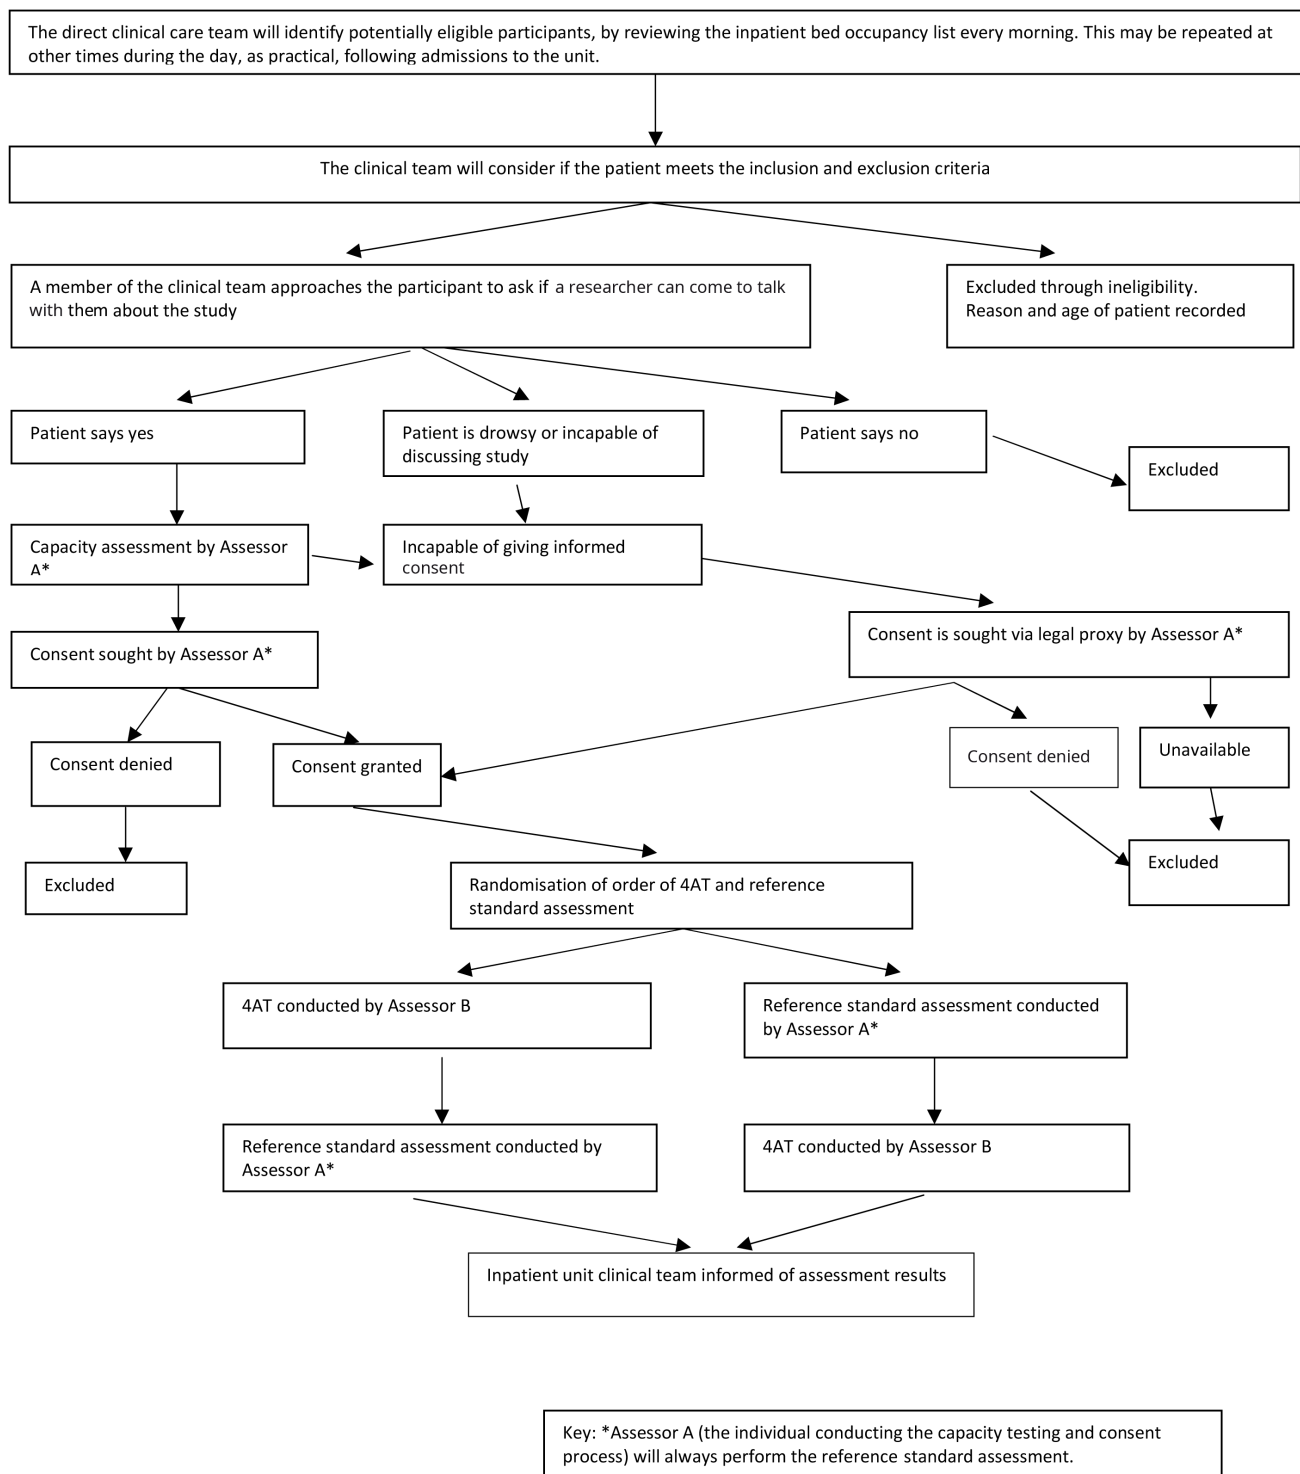 The direct clinical care team will identify potentially eligible participants, by reviewing the inpatient bed occupancy list every morning. This may be repeated at
other times during the day, as practical, following admissions to the unit.
The clinical team will consider if the patient meets the inclusion and exclusion criteria
A member of the clinical team approaches the participant to ask if a researcher can come to talk
with them about the study
Excluded through ineligibility.
Reason and age of patient recorded
Patient says yes
Patient is drowsy or incapable of
discussing study
Patient says no
Excluded
Capacity assessment by Assessor
A*
Incapable of giving informed
consent
Consent is sought via legal proxy by Assessor A*
Consent sought by Assessor A*
Consent denied
Consent granted
Consent denied
Unavailable
Excluded
Excluded
Randomisation of order of 4AT and reference
standard assessment
4AT conducted by Assessor B
Reference standard assessment conducted
by Assessor A*
Reference standard assessment conducted by
Assessor A*
4AT conducted by Assessor B
Inpatient unit clinical team informed of assessment results
Key: *Assessor A (the individual conducting the capacity testing and consent
process) will always perform the reference standard assessment.